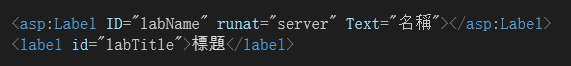 <asp:Label ID="labName" runat="server" Text="名稱"></asp:Label>
<label id="labTitle">標題</label>